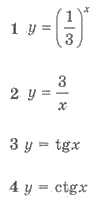 1 y = (1/3)^x
2 y = 3/x
3 y = tgx
4 y = ctgx